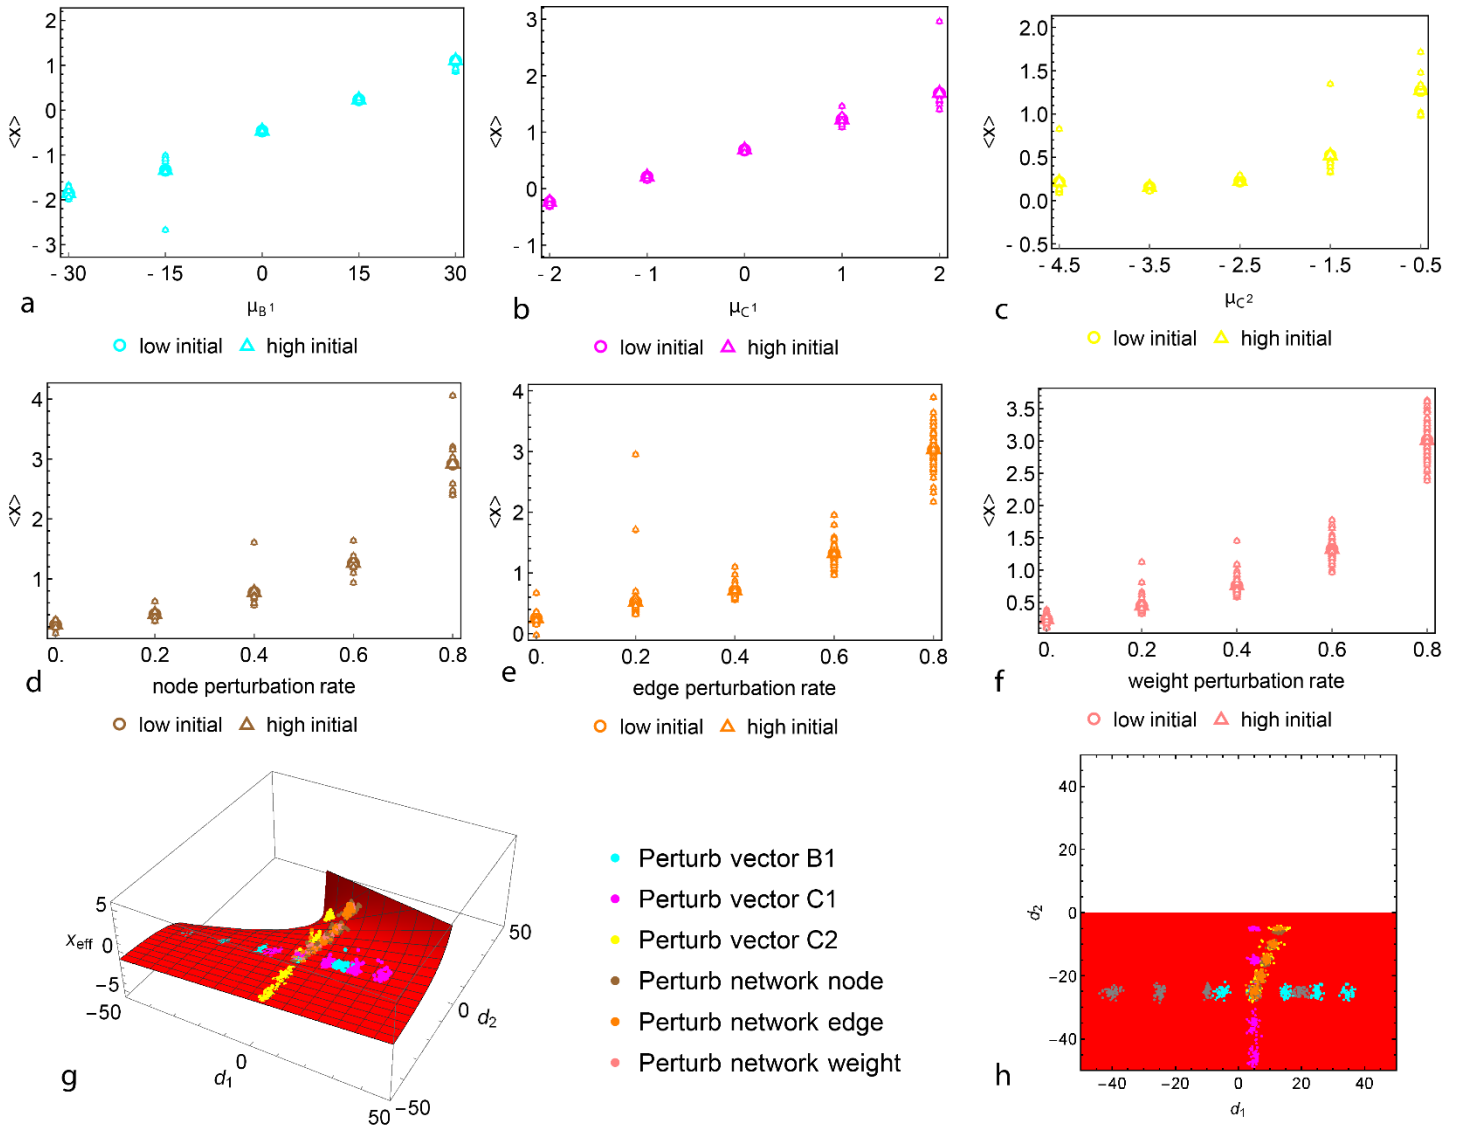 2
1
0
- 1
- 2
- 3
<x>
- 30
- 15
0
15
30
a
μB1
low initial
high initial
3
2
1
0
- 1
<x>
- 2
- 1
0
1
2
b
μC1
low initial
high initial
2.0
1.5
1.0
0.5
0.0
- 0.5
<x>
- 4.5
- 3.5
- 2.5
- 1.5
- 0.5
c
μC2
low initial
high initial
4
3
2
1
<x>
0.
0.2
0.4
0.6
0.8
d
node perturbation rate
low initial
high initial
4
3
2
1
0
<x>
0.
0.2
0.4
0.6
0.8
e
edge perturbation rate
low initial
high initial
3.5
3.0
2.5
2.0
1.5
1.0
0.5
<x>
0.
0.2
0.4
0.6
0.8
f
weight perturbation rate
low initial
high initial
5
0
−5
xeff
−50
0
50
d1
−50
0
50
d2
g
Perturb vector B1
Perturb vector C1
Perturb vector C2
Perturb network node
Perturb network edge
Perturb network weight
40
20
0
−20
−40
d2
−40
−20
0
20
40
d1
h